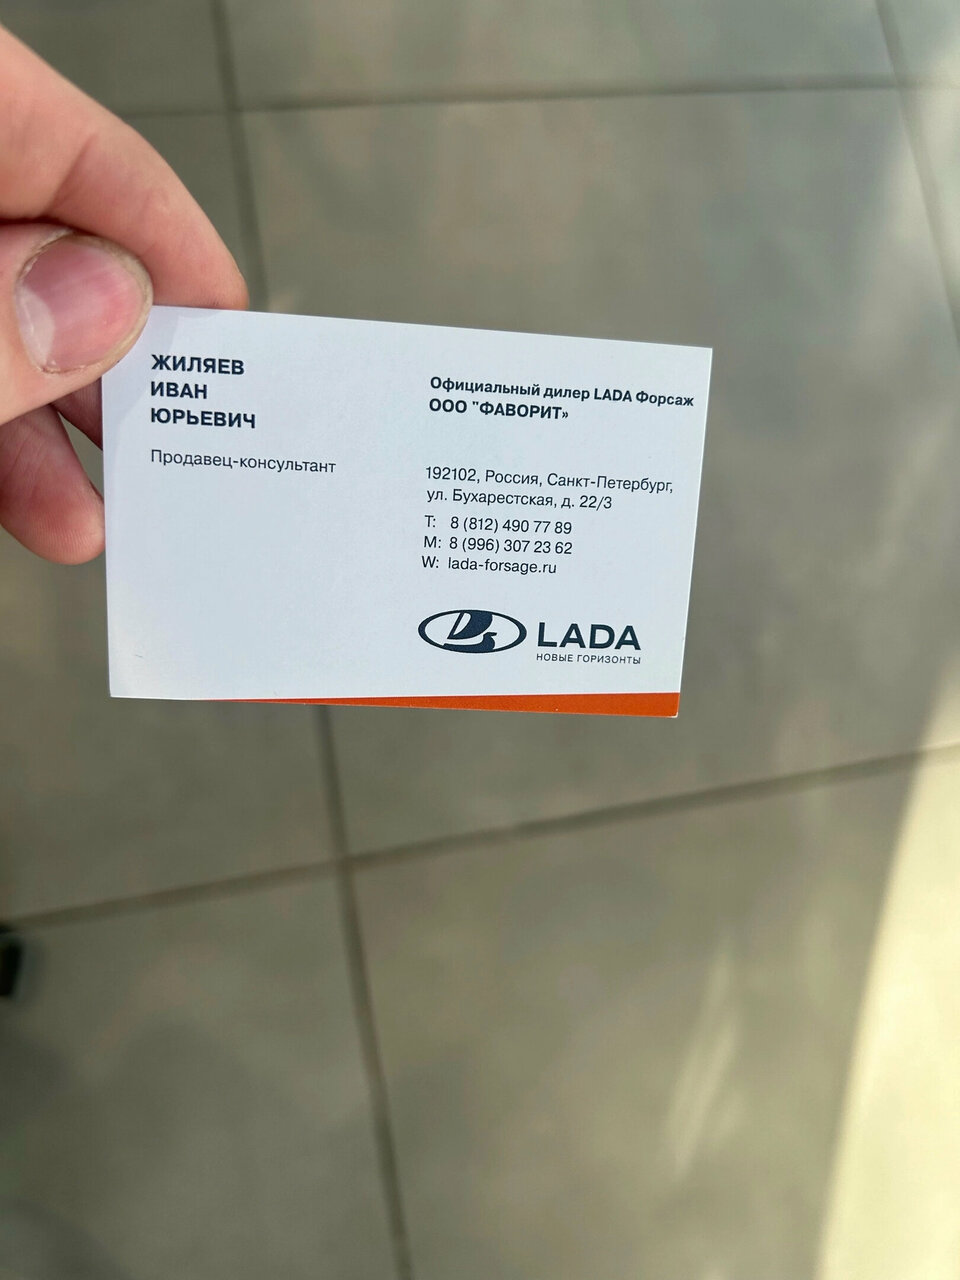 ЖИЛЯЕВ
ИВАН
ЮРЬЕВИЧ
Продавец-консультант
Официальный дилер LADA Форсаж
ООО "ФАВОРИТ»
192102, Россия, Санкт-Петербург,
ул. Бухарестская, д. 22/3
Т: 8 (812) 490 77 89
М: 8 (996) 307 23 62
W: lada-forsage.ru
LADA
НОВЫЕ ГОРИЗОНТЫ